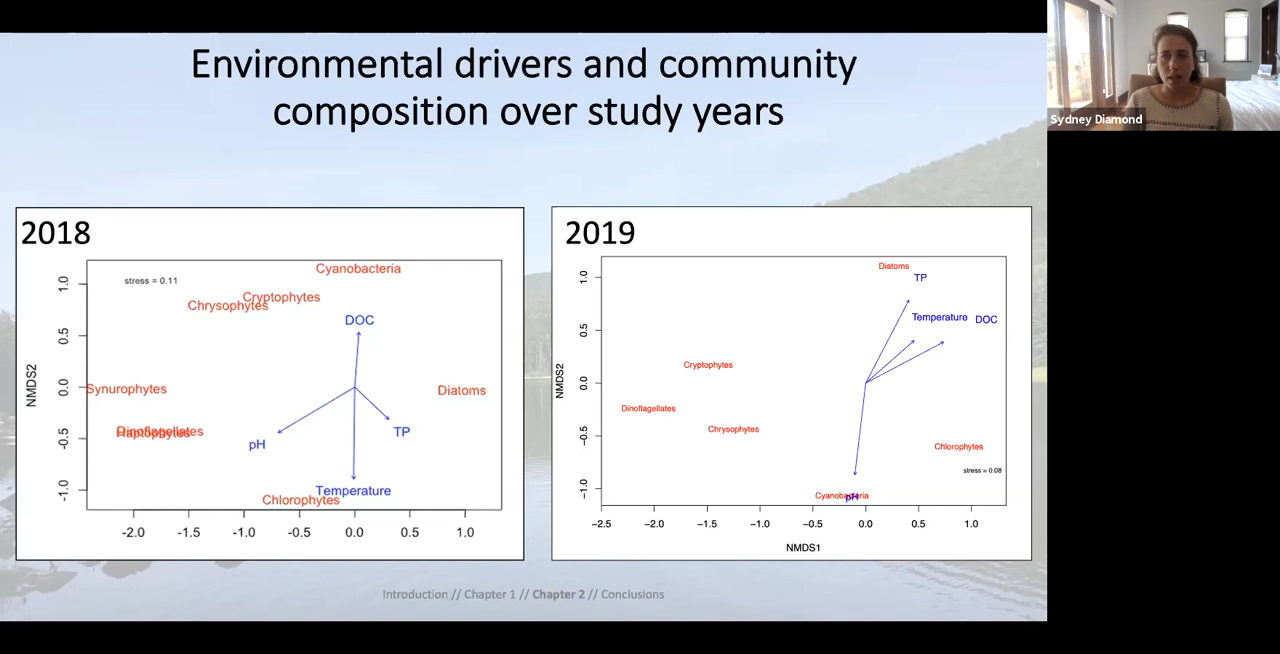 Environmental drivers and community
composition over study years
Sydney Diamond
2018
stress = 0.11
Cyanobacteria
Cryptophytes
Chrysophytes
DOC
Synurophytes
Diatoms
Dinoflagellates
Haptophytes
pH
TP
Temperature
Chlorophytes
NMDS2
1.0
0.5
0.0
-0.5
-1.0
-2.0 -1.5 -1.0 -0.5 0.0 0.5 1.0
2019
Diatoms
TP
Temperature DOC
Cryptophytes
Dinoflagellates
Chrysophytes
Chlorophytes
stress = 0.08
Cyanobacteria
pH
NMDS2
1.0
0.5
0.0
-0.5
-1.0
-2.5 -2.0 -1.5 -1.0 -0.5 0.0 0.5 1.0
NMDS1
Introduction // Chapter 1 // Chapter 2 // Conclusions